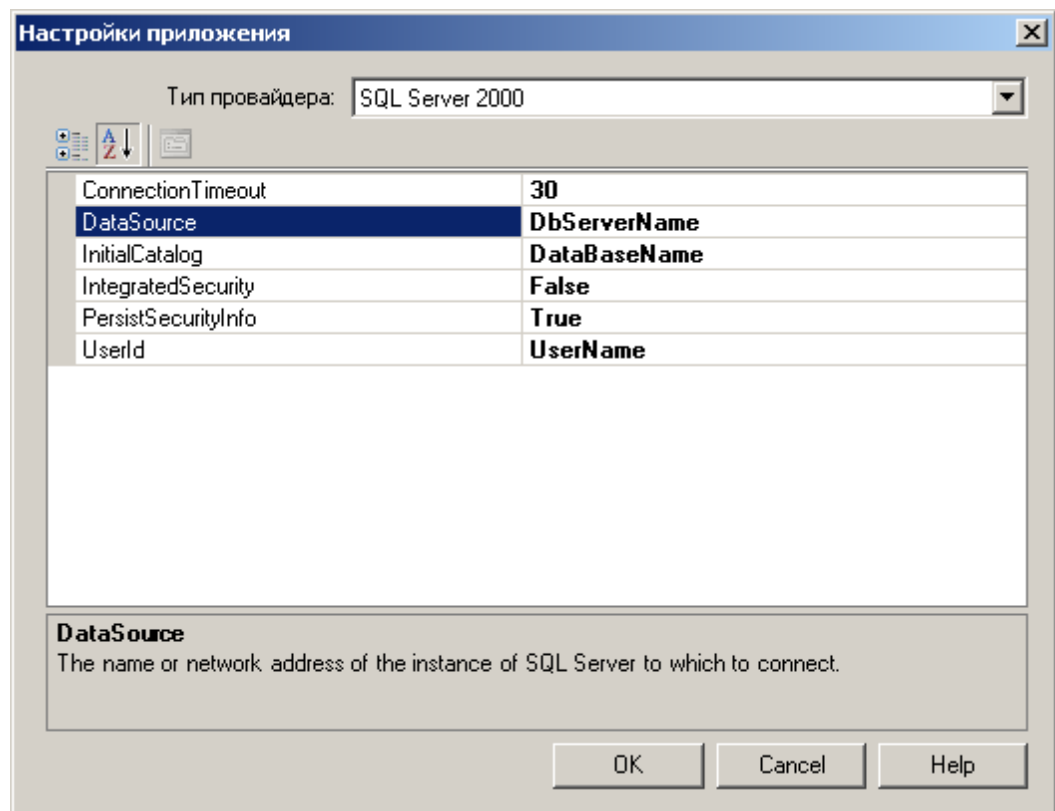 Настройки приложения
Тип провайдера: SQL Server 2000
A
Z
ConnectionTimeout 30
DataSource DbServerName
InitialCatalog DataBaseName
IntegratedSecurity False
PersistSecurityInfo True
UserId UserName
DataSource
The name or network address of the instance of SQL Server to which to connect.
OK Cancel Help